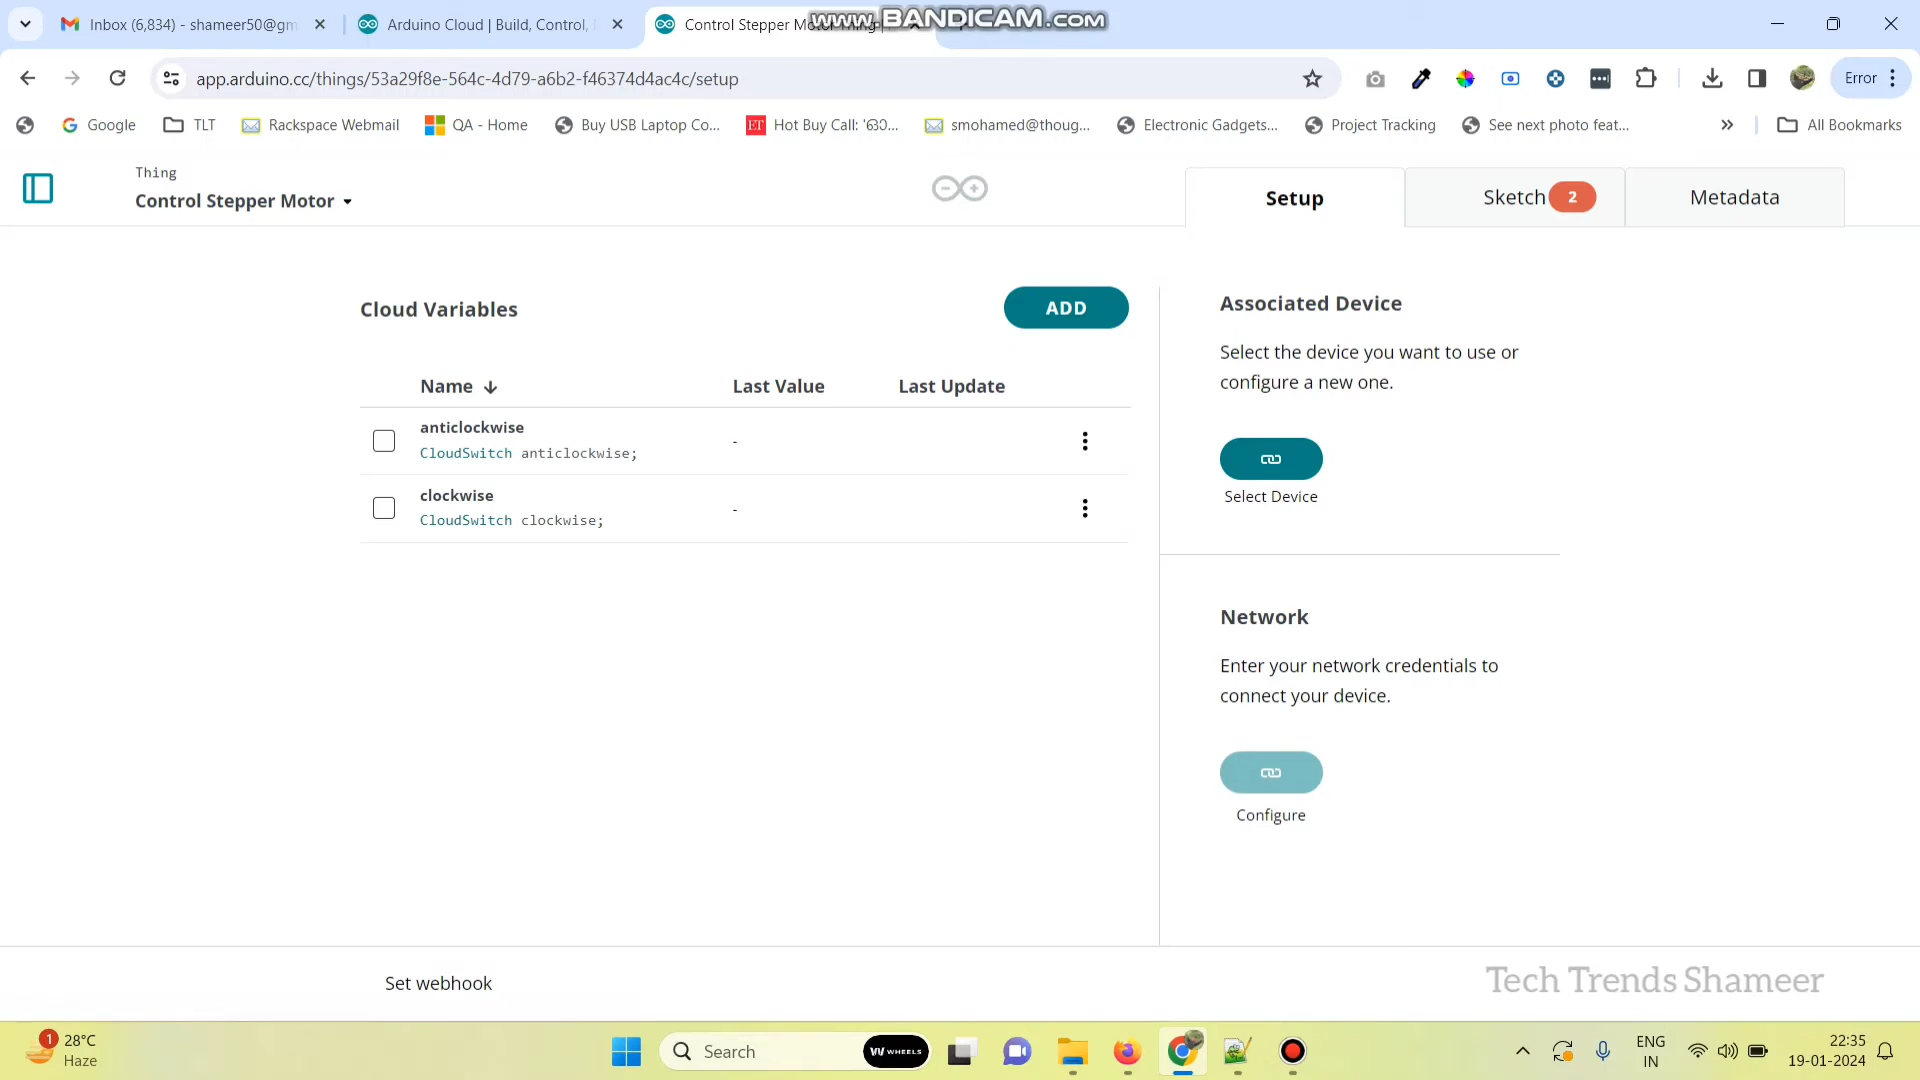 Inbox (6,834) - shameer50@gm
Arduino Cloud | Build, Control,
Control Stepper Motor Thing |
www.BANDICAM.com
app.arduino.cc/things/53a29f8e-564c-4d79-a6b2-f46374d4ac4c/setup
Error
Google
TLT
Rackspace Webmail
QA - Home
Buy USB Laptop Co...
ET
Electronic Gadgets...
smohamed@thoug...
Project Tracking
See next photo feat...
All Bookmarks
Thing
Control Stepper Motor
Setup
Sketch 2
Metadata
Cloud Variables
ADD
Name
Last Value
Last Update
anticlockwise
CloudSwitch anticlockwise;
-
clockwise
CloudSwitch clockwise;
-
Associated Device
Select the device you want to use or
configure a new one.
Select Device
Network
Enter your network credentials to
connect your device.
Configure
Set webhook
Tech Trends Shameer
1
28°C
Haze
Search
WHEELS
ENG
IN
22:35
19-01-2024